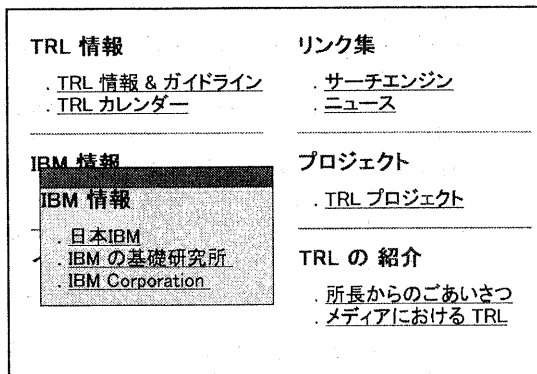 TRL 情報
. TRL 情報 & ガイドライン
. TRL カレンダー
IBM 情報
IBM 情報
. 日本IBM
. IBM の基礎研究所
. IBM Corporation
リンク集
. サーチエンジン
. ニュース
プロジェクト
. TRL プロジェクト
TRL の 紹介
. 所長からのごあいさつ
. メディアにおける TRL